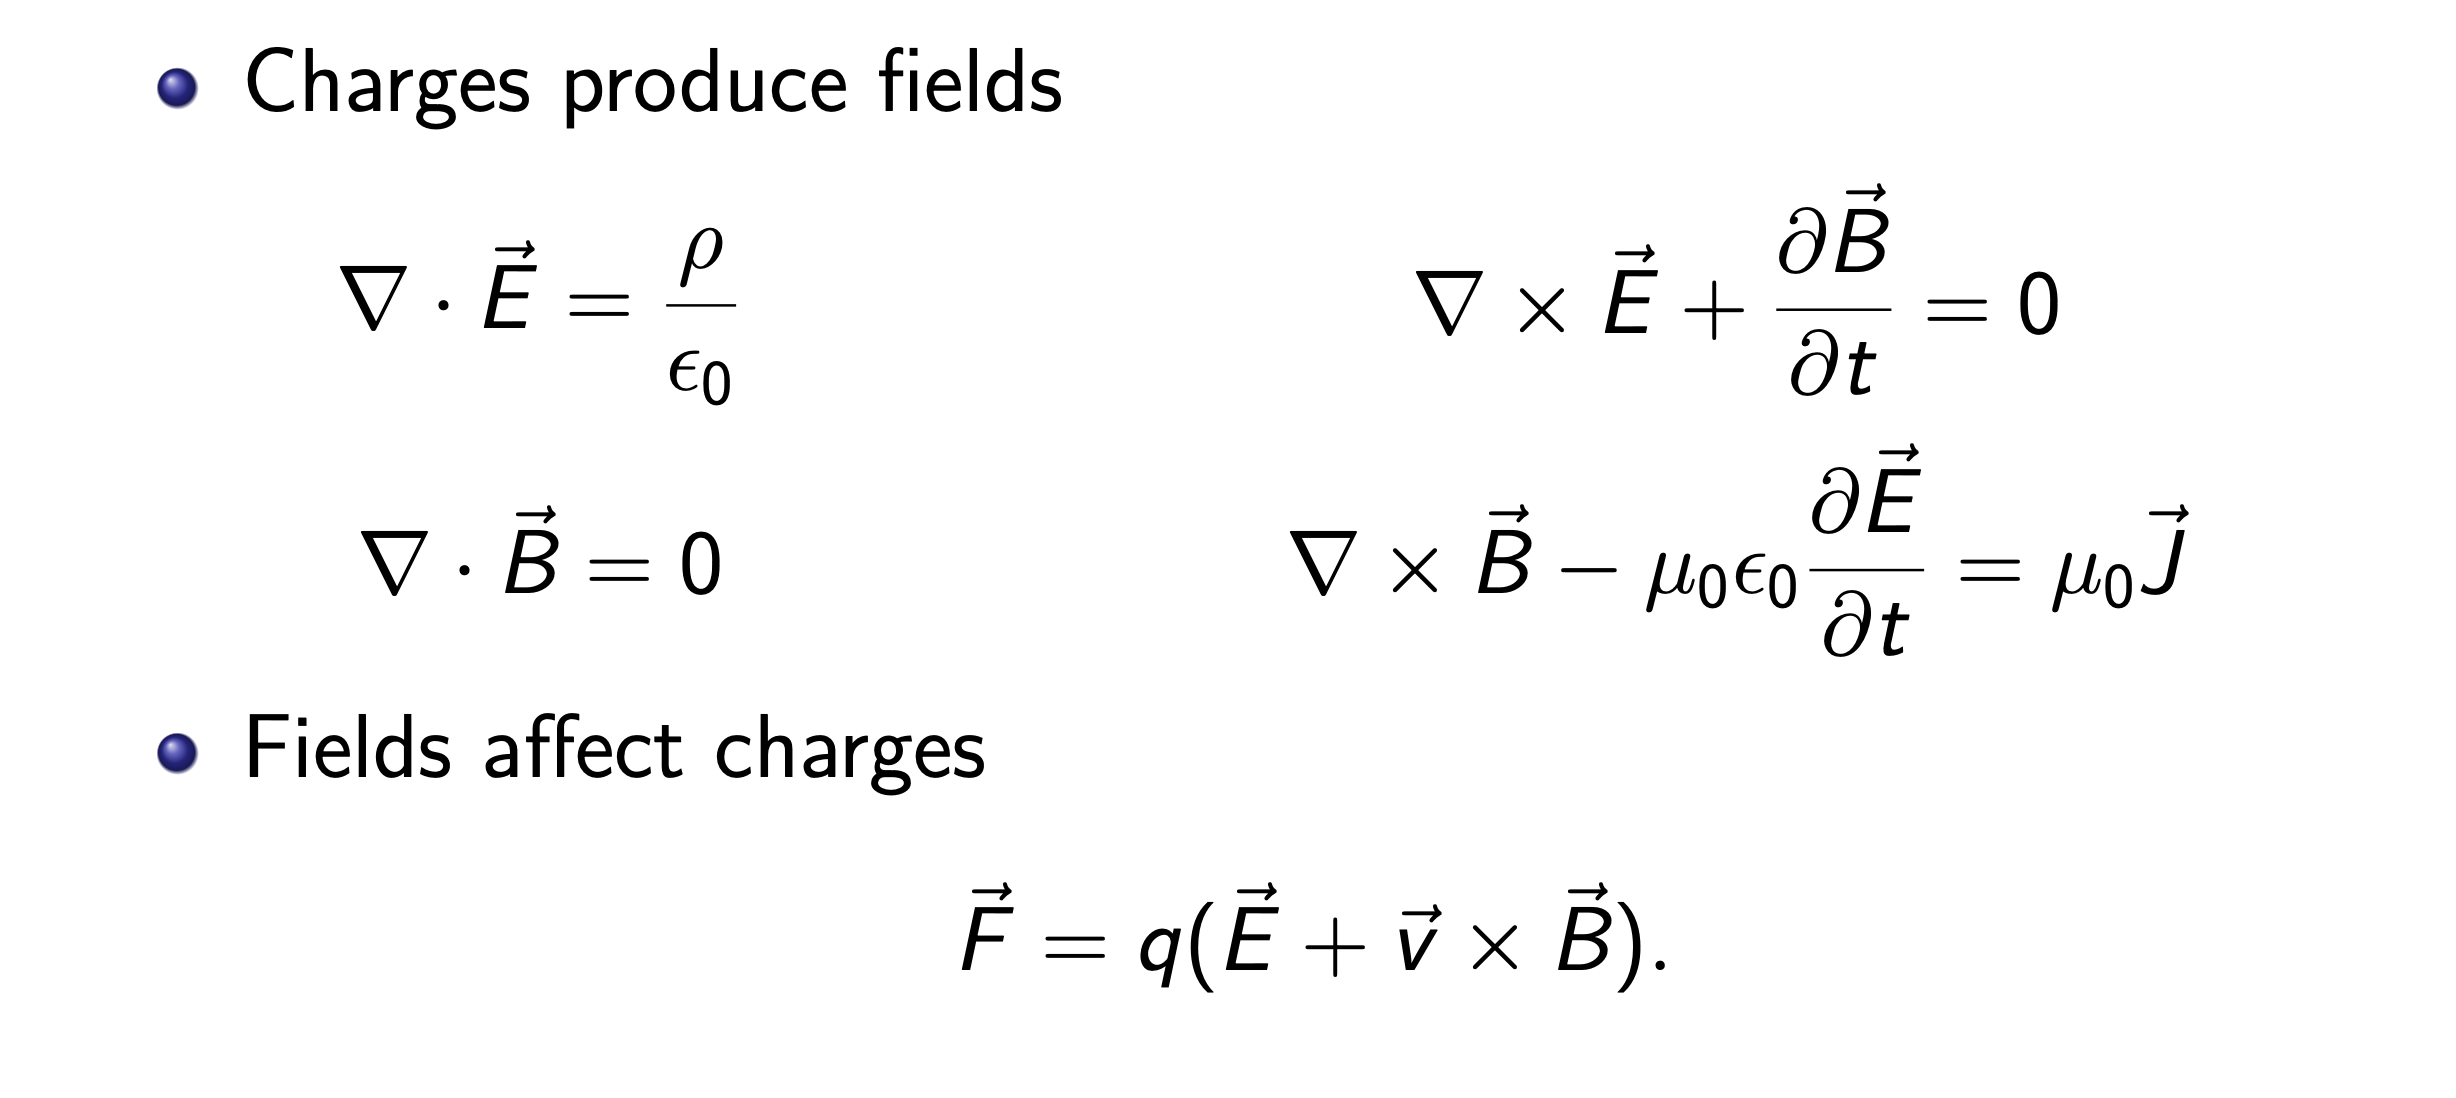 • Charges produce fields
$\nabla \cdot \vec{E} = \frac{\rho}{\epsilon_0}$ $\nabla \times \vec{E} + \frac{\partial \vec{B}}{\partial t} = 0$
$\nabla \cdot \vec{B} = 0$ $\nabla \times \vec{B} - \mu_0 \epsilon_0 \frac{\partial \vec{E}}{\partial t} = \mu_0 \vec{J}$
• Fields affect charges
$\vec{F} = q(\vec{E} + \vec{v} \times \vec{B}).$